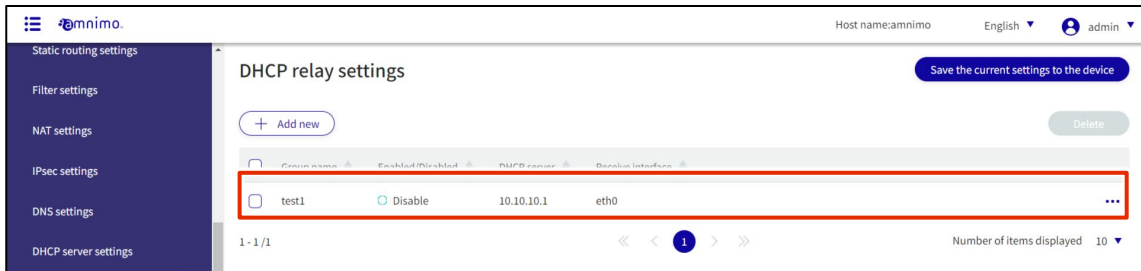 amnimo
Host name:amnimo
English
admin
Static routing settings
Filter settings
NAT settings
IPsec settings
DNS settings
DHCP server settings
DHCP relay settings
Save the current settings to the device
+ Add new
Delete
Group name Enabled/Disabled DHCP server Receive interface
test1 Disable 10.10.10.1 eth0 ...
1 - 1 /1
<< < 1 > >>
Number of items displayed 10